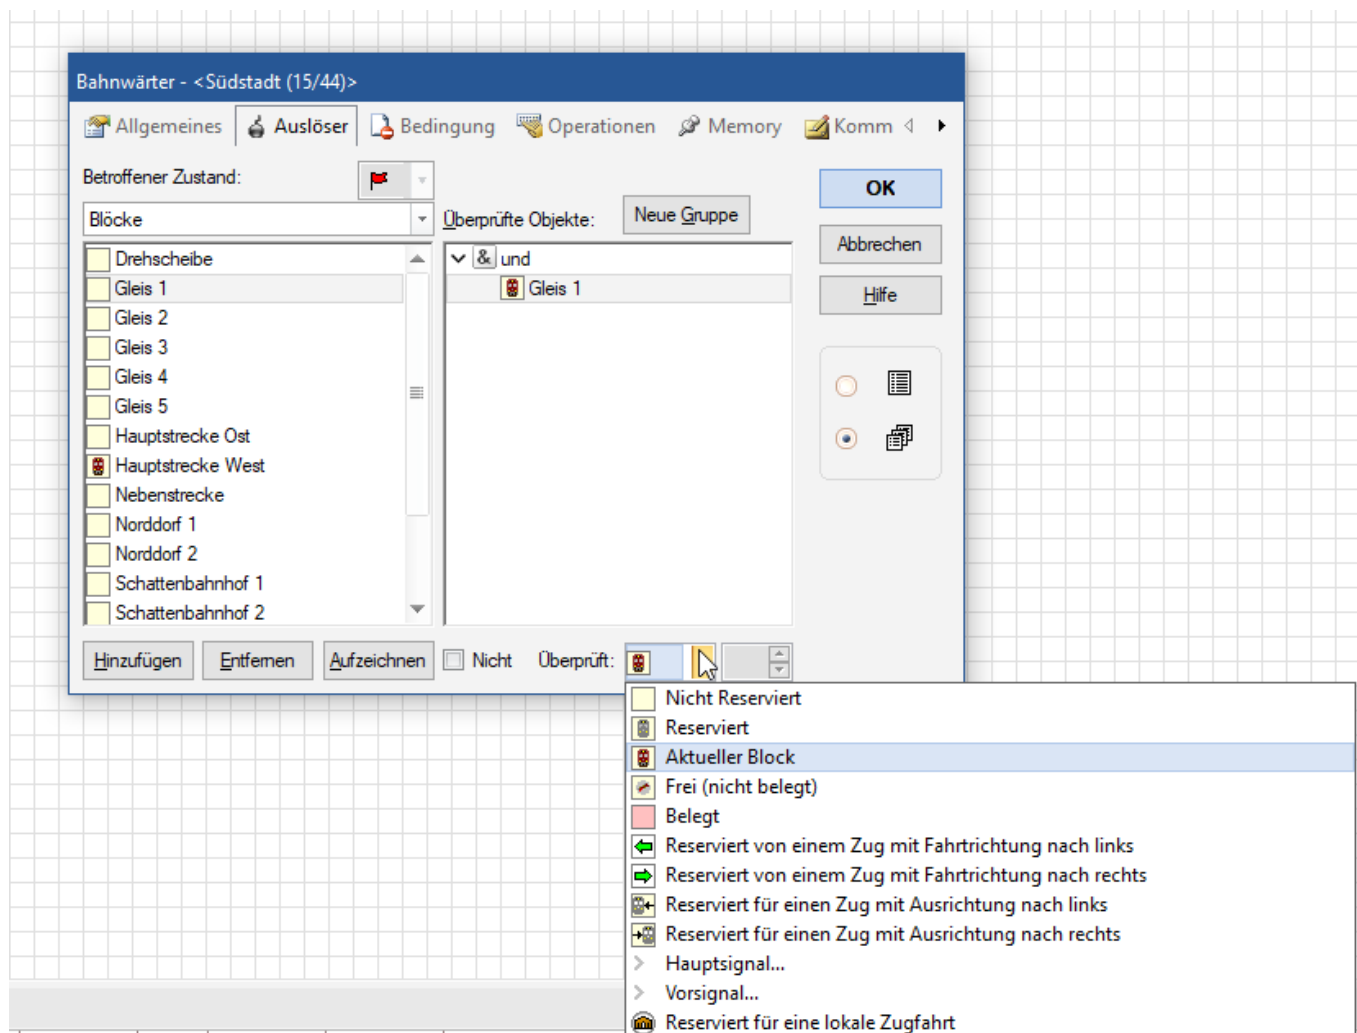 Bahnwärter - <Südstadt (15/44)>
Allgemeines Auslöser Bedingung Operationen Memory Komm
Betroffener Zustand:
OK
Blöcke
Überprüfte Objekte: Neue Gruppe
Abbrechen
Hilfe
Drehscheibe
Gleis 1
Gleis 2
Gleis 3
Gleis 4
Gleis 5
Hauptstrecke Ost
Hauptstrecke West
Nebenstrecke
Norddorf 1
Norddorf 2
Schattenbahnhof 1
Schattenbahnhof 2
& und
Gleis 1
Hinzufügen Entfernen Aufzeichnen Nicht Überprüft:
Nicht Reserviert
Reserviert
Aktueller Block
Frei (nicht belegt)
Belegt
Reserviert von einem Zug mit Fahrtrichtung nach links
Reserviert von einem Zug mit Fahrtrichtung nach rechts
Reserviert für einen Zug mit Ausrichtung nach links
Reserviert für einen Zug mit Ausrichtung nach rechts
Hauptsignal...
Vorsignal...
Reserviert für eine lokale Zugfahrt